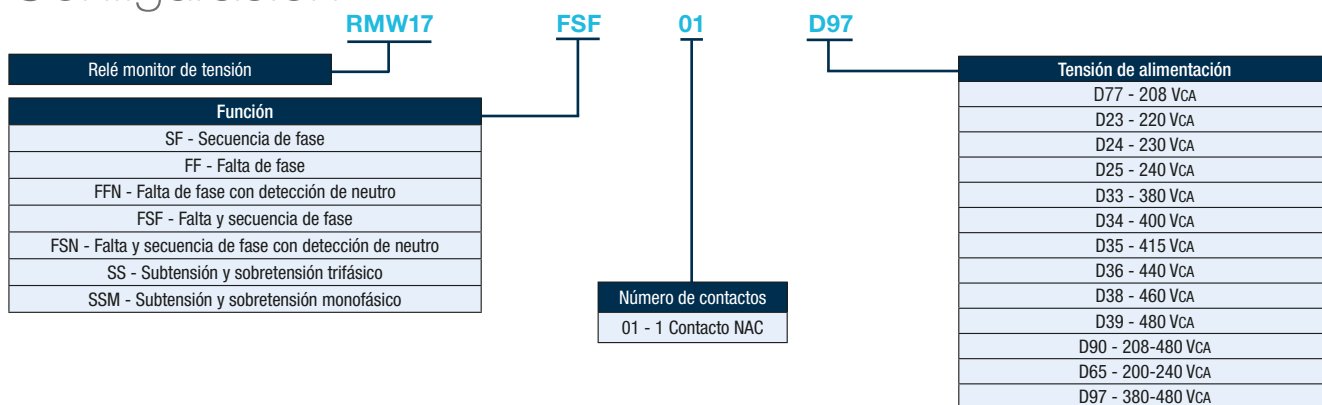 RMW17 FSF 01 D97
Relé monitor de tensión
Función
SF - Secuencia de fase
FF - Falta de fase
FFN - Falta de fase con detección de neutro
FSF - Falta y secuencia de fase
FSN - Falta y secuencia de fase con detección de neutro
SS - Subtensión y sobretensión trifásico
SSM - Subtensión y sobretensión monofásico
Número de contactos
01 - 1 Contacto NAC
Tensión de alimentación
D77 - 208 VCA
D23 - 220 VCA
D24 - 230 VCA
D25 - 240 VCA
D33 - 380 VCA
D34 - 400 VCA
D35 - 415 VCA
D36 - 440 VCA
D38 - 460 VCA
D39 - 480 VCA
D90 - 208-480 VCA
D65 - 200-240 VCA
D97 - 380-480 VCA